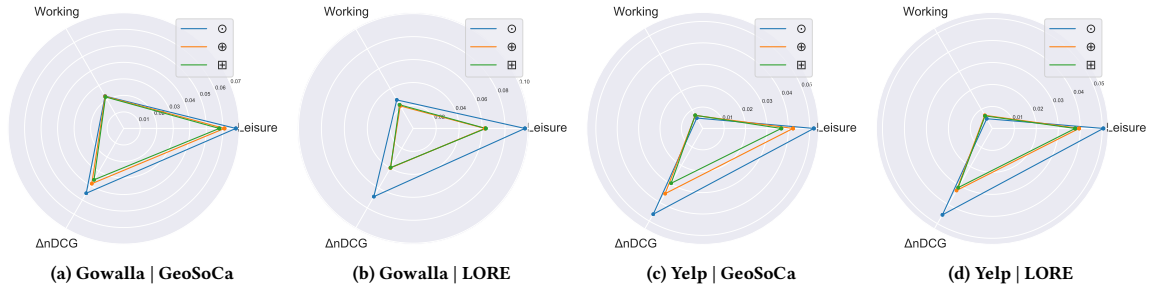 Working
⊙
⊕
⊞
0.07
0.06
0.05
0.04
0.03
0.02
0.01
Leisure
ΔnDCG
(a) Gowalla | GeoSoCa
Working
⊙
⊕
⊞
0.10
0.08
0.06
0.04
0.02
Leisure
ΔnDCG
(b) Gowalla | LORE
Working
⊙
⊕
⊞
0.04
0.03
0.02
0.01
Leisure
ΔnDCG
(c) Yelp | GeoSoCa
Working
⊙
⊕
⊞
0.04
0.03
0.02
0.01
Leisure
ΔnDCG
(d) Yelp | LORE